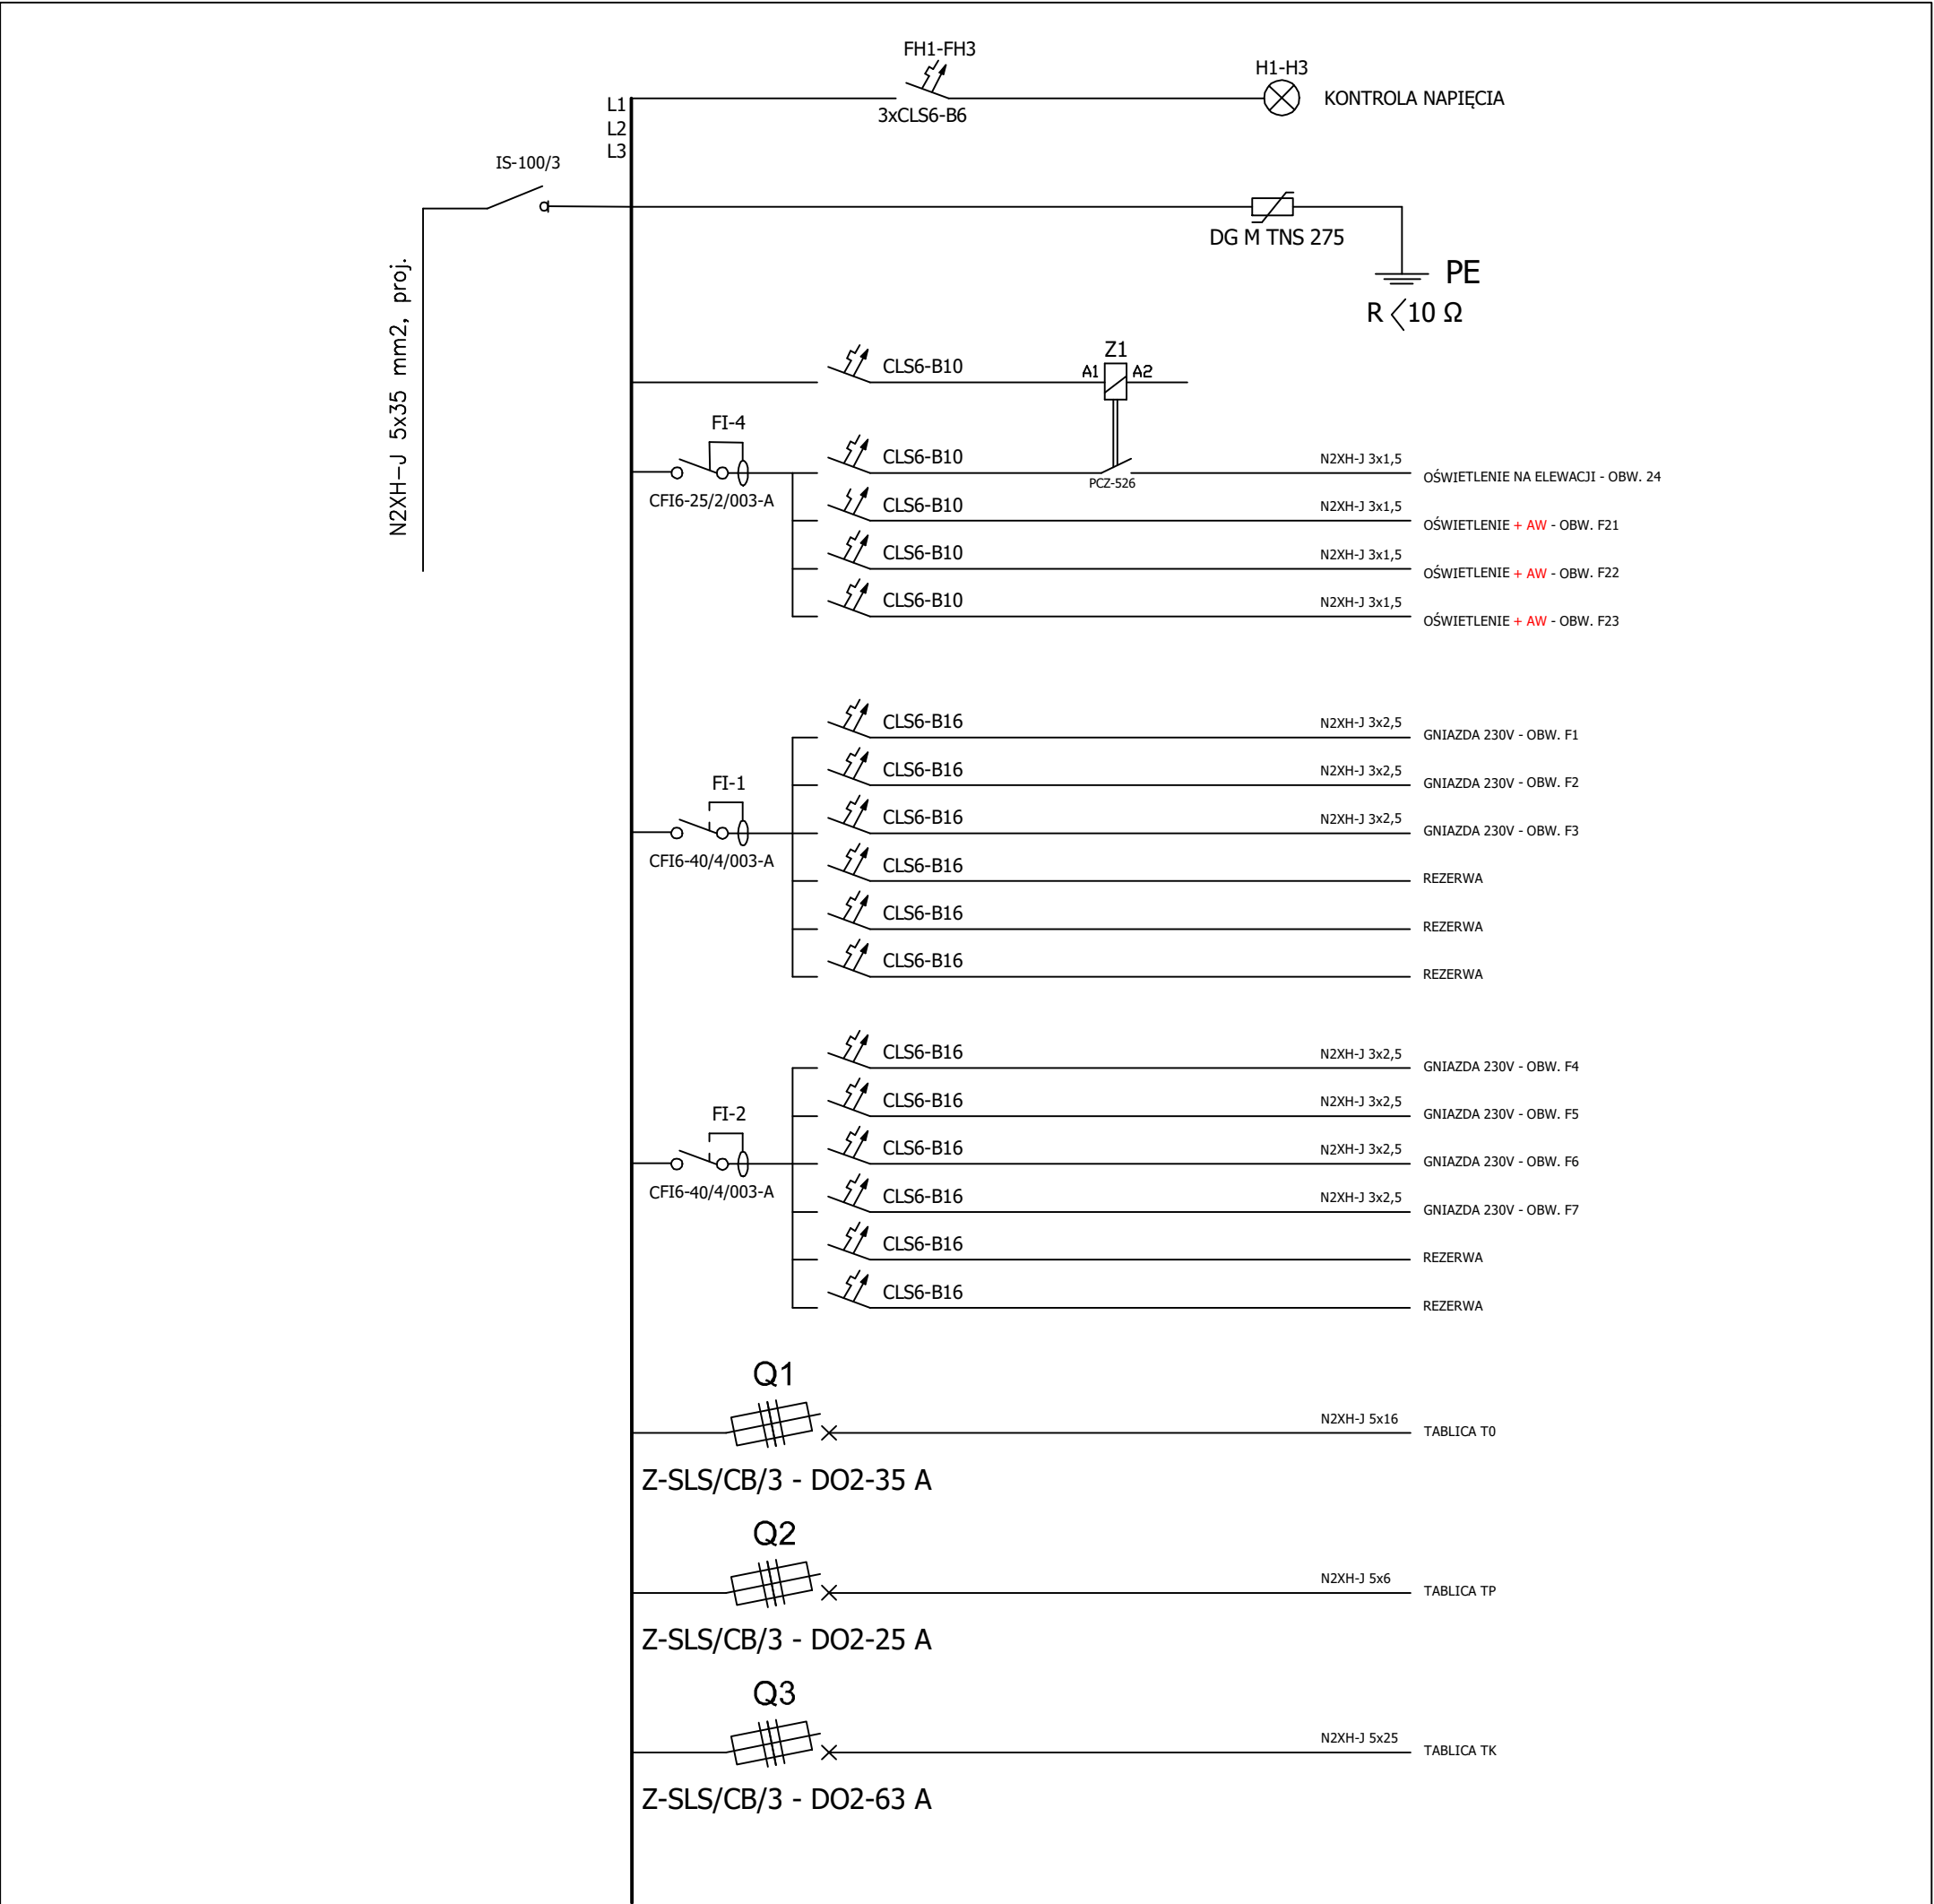 FH1-FH3
H1-H3
KONTROLA NAPIĘCIA
3xCLS6-B6
L1
L2
L3
IS-100/3
N2XH-J 5x35 mm2, proj.
DG M TNS 275
PE
R <10 Ω
CLS6-B10
Z1
A1 A2
FI-4
CFI6-25/2/003-A
CLS6-B10
PCZ-526
N2XH-J 3x1,5
OŚWIETLENIE NA ELEWACJI - OBW. 24
CLS6-B10
N2XH-J 3x1,5
OŚWIETLENIE + AW - OBW. F21
CLS6-B10
N2XH-J 3x1,5
OŚWIETLENIE + AW - OBW. F22
CLS6-B10
N2XH-J 3x1,5
OŚWIETLENIE + AW - OBW. F23
FI-1
CFI6-40/4/003-A
CLS6-B16
N2XH-J 3x2,5
GNIAZDA 230V - OBW. F1
CLS6-B16
N2XH-J 3x2,5
GNIAZDA 230V - OBW. F2
CLS6-B16
N2XH-J 3x2,5
GNIAZDA 230V - OBW. F3
CLS6-B16
REZERWA
CLS6-B16
REZERWA
CLS6-B16
REZERWA
FI-2
CFI6-40/4/003-A
CLS6-B16
N2XH-J 3x2,5
GNIAZDA 230V - OBW. F4
CLS6-B16
N2XH-J 3x2,5
GNIAZDA 230V - OBW. F5
CLS6-B16
N2XH-J 3x2,5
GNIAZDA 230V - OBW. F6
CLS6-B16
N2XH-J 3x2,5
GNIAZDA 230V - OBW. F7
CLS6-B16
REZERWA
CLS6-B16
REZERWA
Q1
N2XH-J 5x16
TABLICA T0
Z-SLS/CB/3 - DO2-35 A
Q2
N2XH-J 5x6
TABLICA TP
Z-SLS/CB/3 - DO2-25 A
Q3
N2XH-J 5x25
TABLICA TK
Z-SLS/CB/3 - DO2-63 A